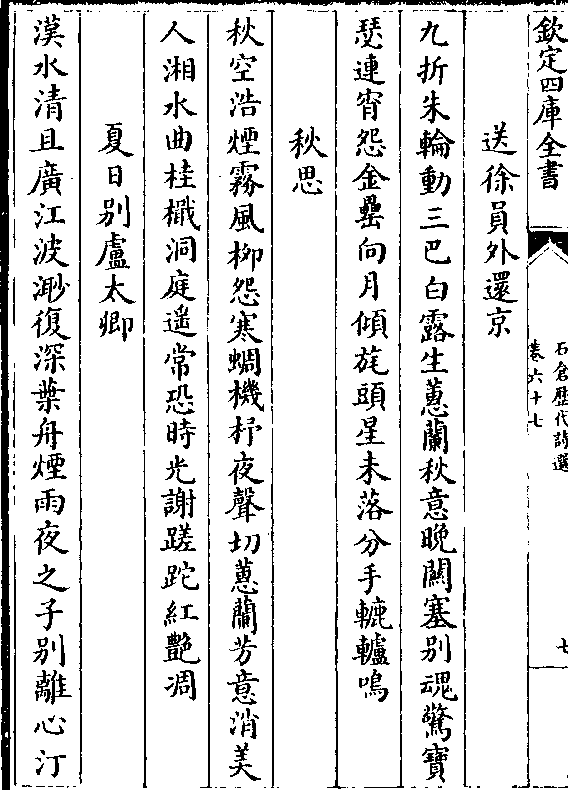 欽定四庫全書
石倉歷代詩選
卷六十七
七
送徐員外還京
九折朱輪動三巴白露生蕙蘭秋意晚關塞别魂驚寶
瑟連宵怨金罍向月傾旄頭星未落分手轆轤鳴
秋思
秋空浩煙霧風柳怨寒蜩機杼夜聲切蕙蘭芳意消美
人湘水曲桂檝洞庭遥常恐時光謝蹉跎紅艶凋
夏日别盧太卿
漢水清且廣江波渺復深葉舟煙雨夜之子别離心汀